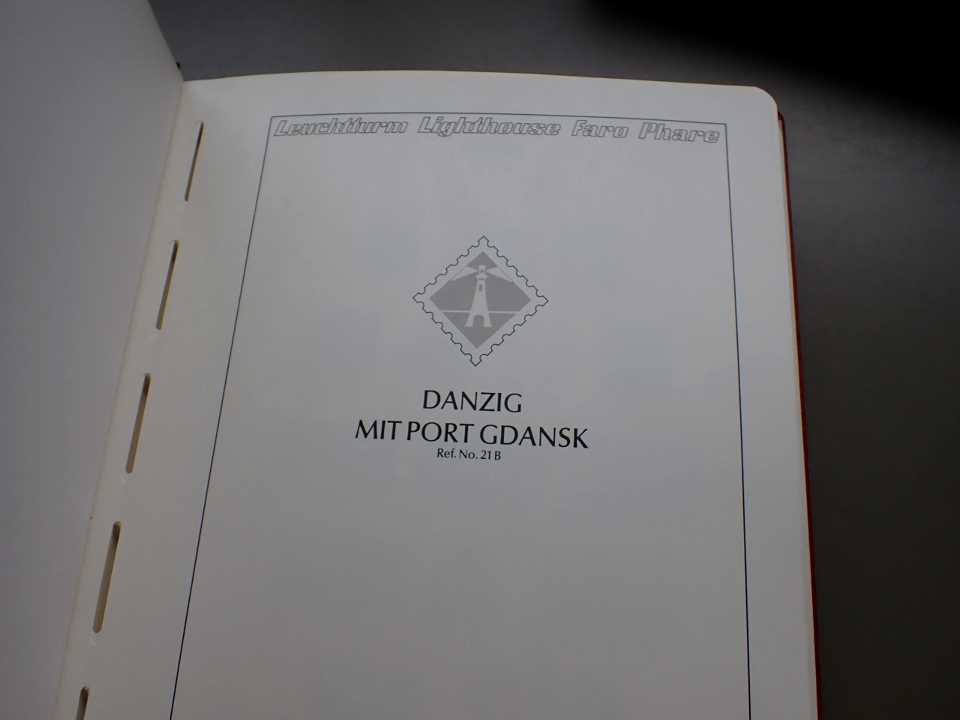 Leuchtturm Lighthouse Faro Phare
DANZIG
MIT PORT GDANSK
Ref. No. 21 B